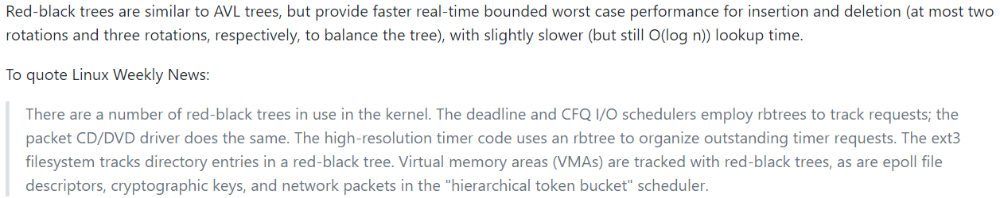 Red-black trees are similar to AVL trees, but provide faster real-time bounded worst case performance for insertion and deletion (at most two
rotations and three rotations, respectively, to balance the tree), with slightly slower (but still O(log n)) lookup time.
To quote Linux Weekly News:
There are a number of red-black trees in use in the kernel. The deadline and CFQ I/O schedulers employ rbtrees to track requests; the
packet CD/DVD driver does the same. The high-resolution timer code uses an rbtree to organize outstanding timer requests. The ext3
filesystem tracks directory entries in a red-black tree. Virtual memory areas (VMAs) are tracked with red-black trees, as are epoll file
descriptors, cryptographic keys, and network packets in the "hierarchical token bucket" scheduler.